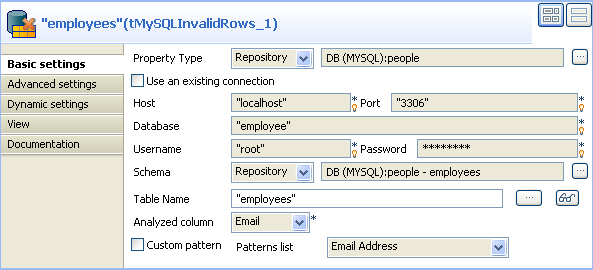 "employees"(tMySQLInvalidRows_1)
Basic settings
Advanced settings
Dynamic settings
View
Documentation
Property Type Repository DB (MYSQL):people ...
Use an existing connection
Host "localhost" * Port "3306" *
Database "employee" *
Username "root" * Password ******** *
Schema Repository DB (MYSQL):people - employees ...
Table Name "employees" ...
Analyzed column Email *
Custom pattern Patterns list Email Address